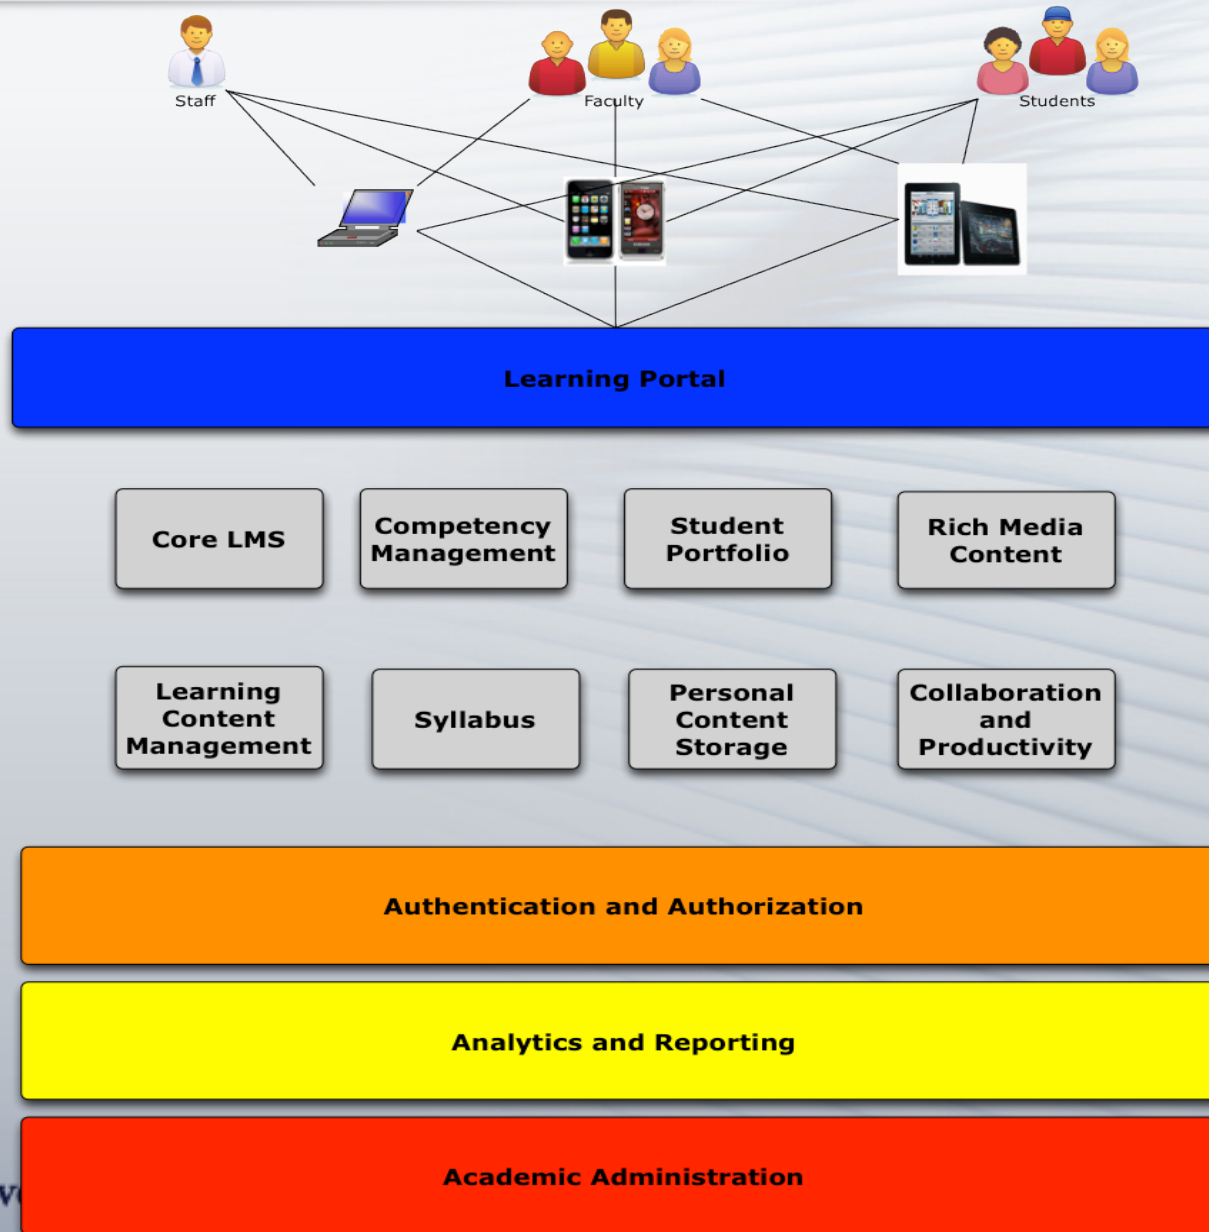 Staff
Faculty
Students
Learning Portal
Core LMS
Competency
Management
Student
Portfolio
Rich Media
Content
Learning
Content
Management
Syllabus
Personal
Content
Storage
Collaboration
and
Productivity
Authentication and Authorization
Analytics and Reporting
Academic Administration